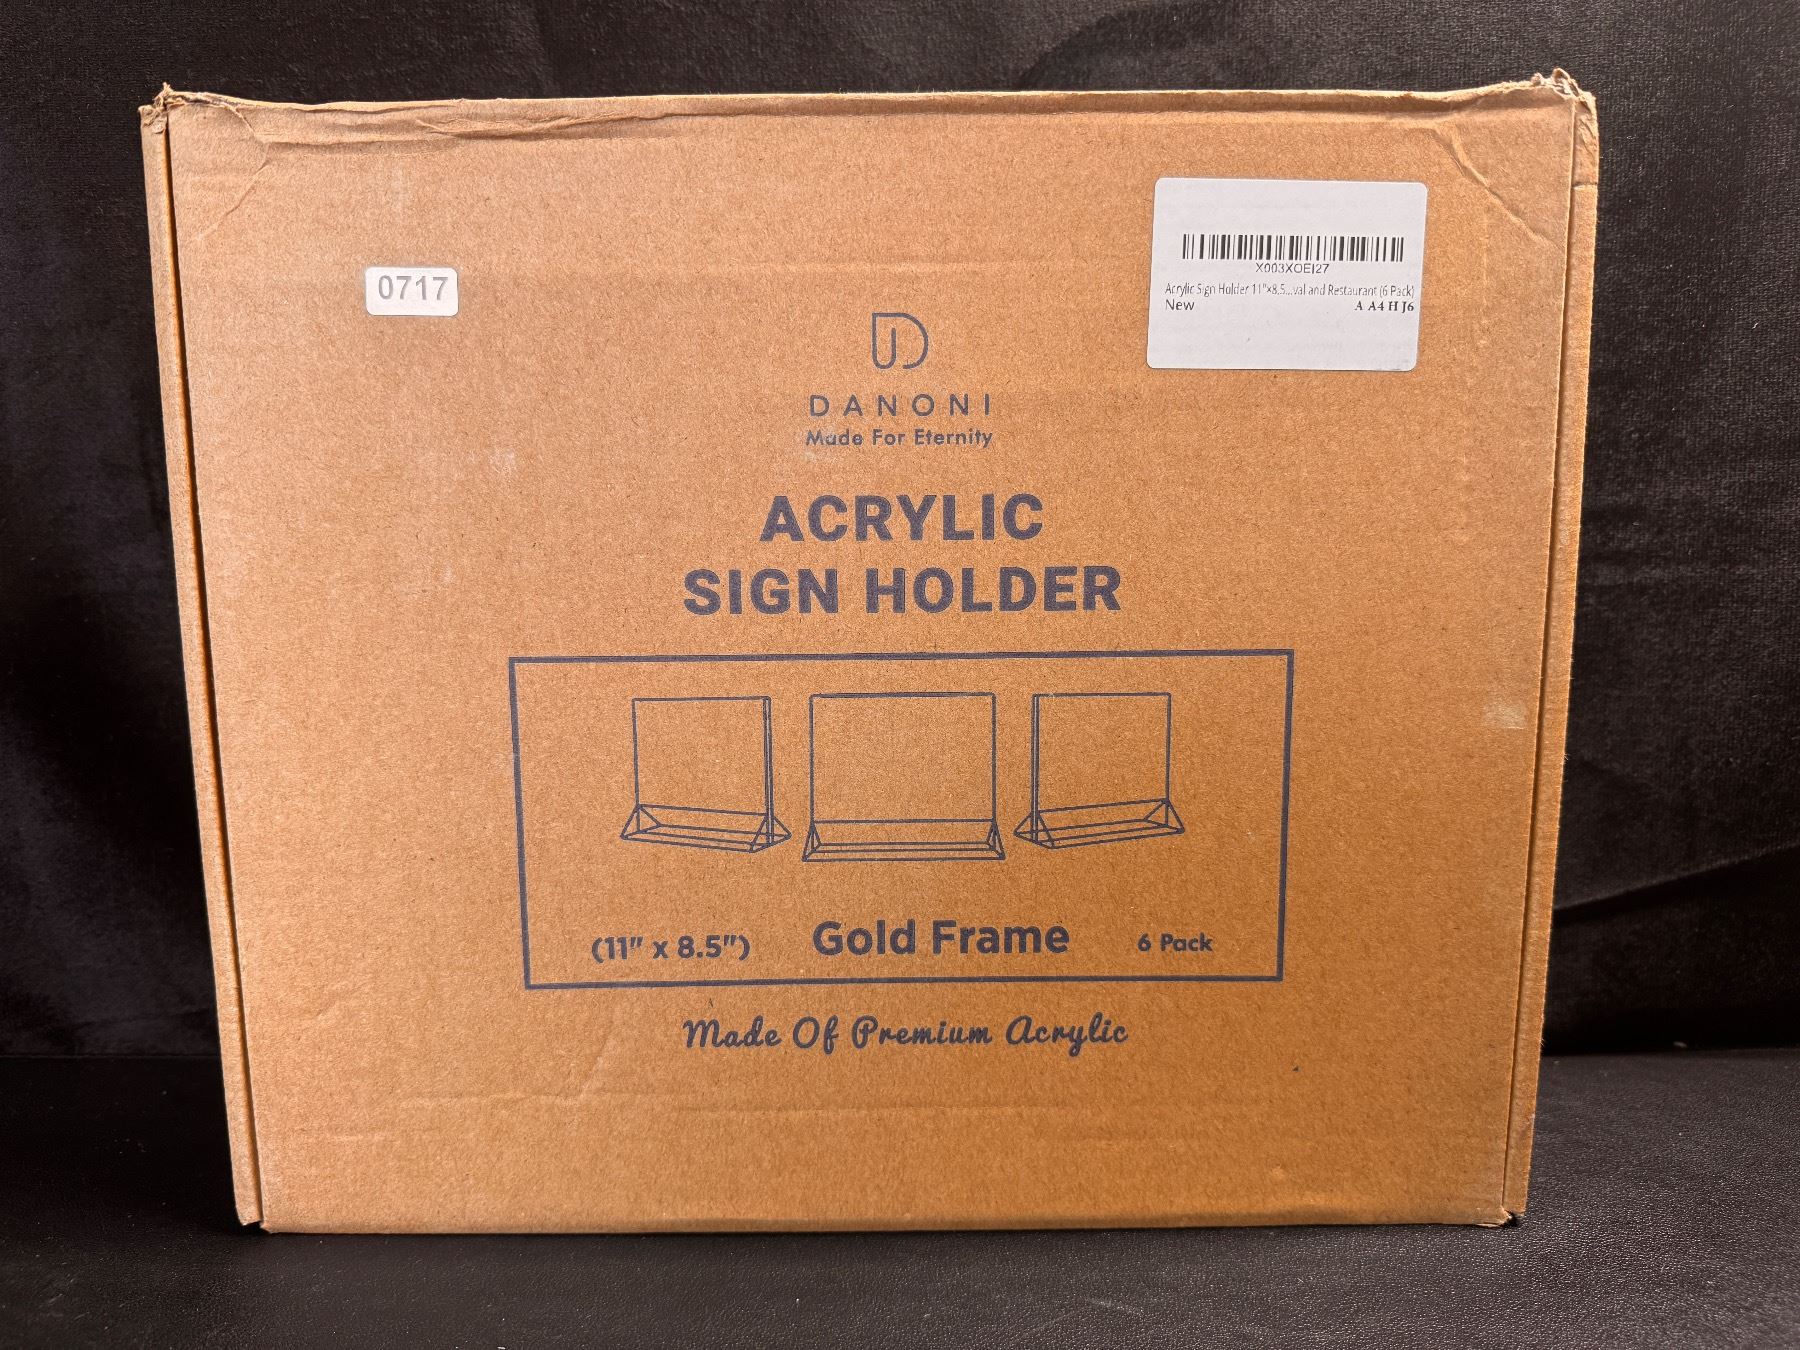 0717
X003XOEI27
Acrylic Sign Holder 11"x8.5...val and Restaurant (6 Pack)
New
A A4 H J6
DANONI
Made For Eternity
ACRYLIC
SIGN HOLDER
(11" x 8.5") Gold Frame 6 Pack
Made Of Premium Acrylic